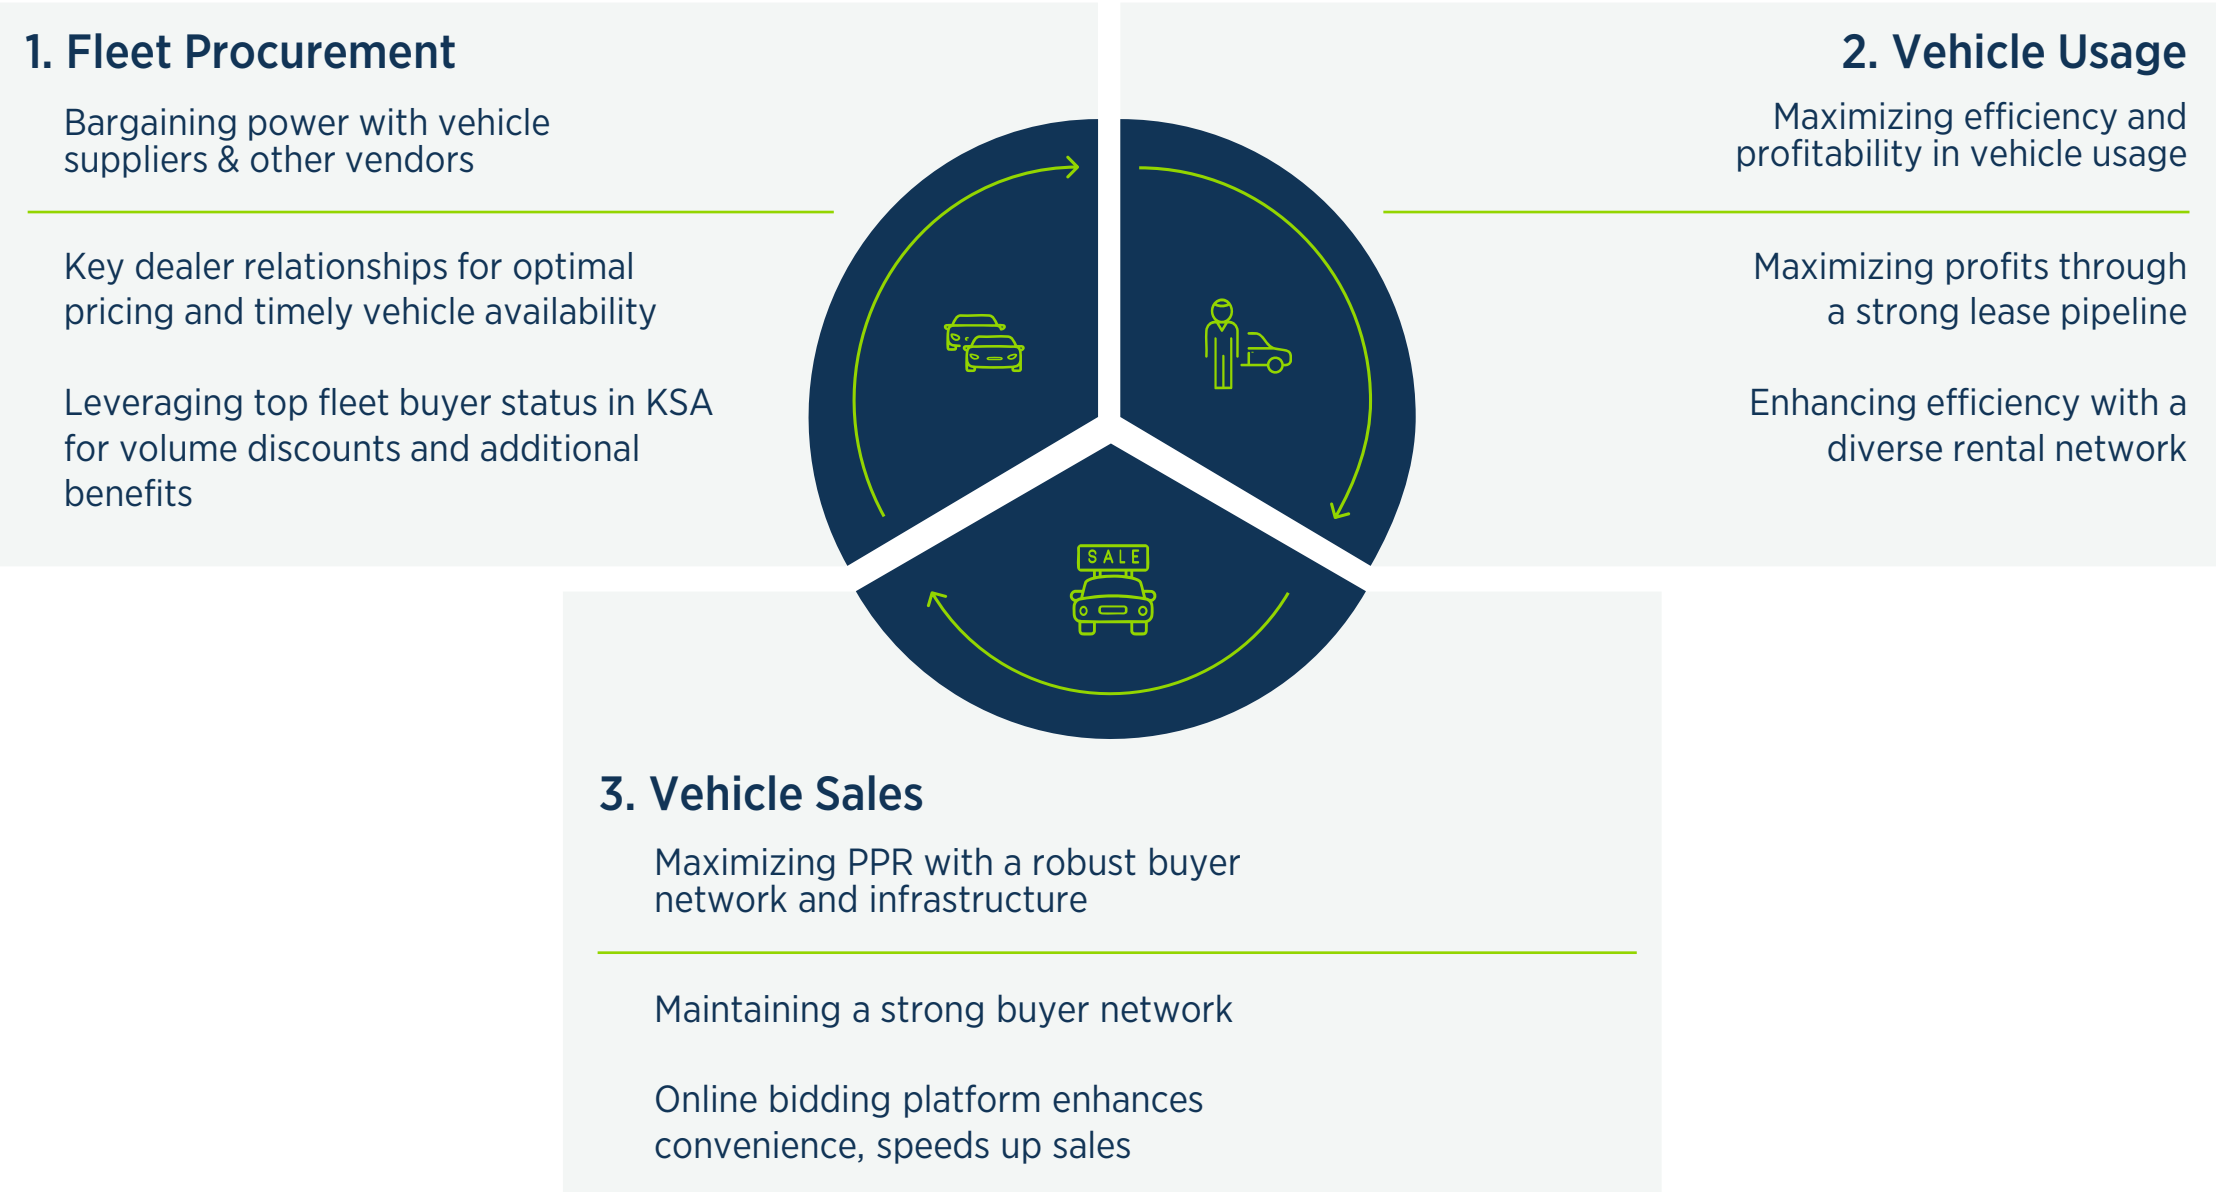 1. Fleet Procurement
Bargaining power with vehicle
suppliers & other vendors
Key dealer relationships for optimal
pricing and timely vehicle availability
Leveraging top fleet buyer status in KSA
for volume discounts and additional
benefits
2. Vehicle Usage
Maximizing efficiency and
profitability in vehicle usage
Maximizing profits through
a strong lease pipeline
Enhancing efficiency with a
diverse rental network
SALE
3. Vehicle Sales
Maximizing PPR with a robust buyer
network and infrastructure
Maintaining a strong buyer network
Online bidding platform enhances
convenience, speeds up sales